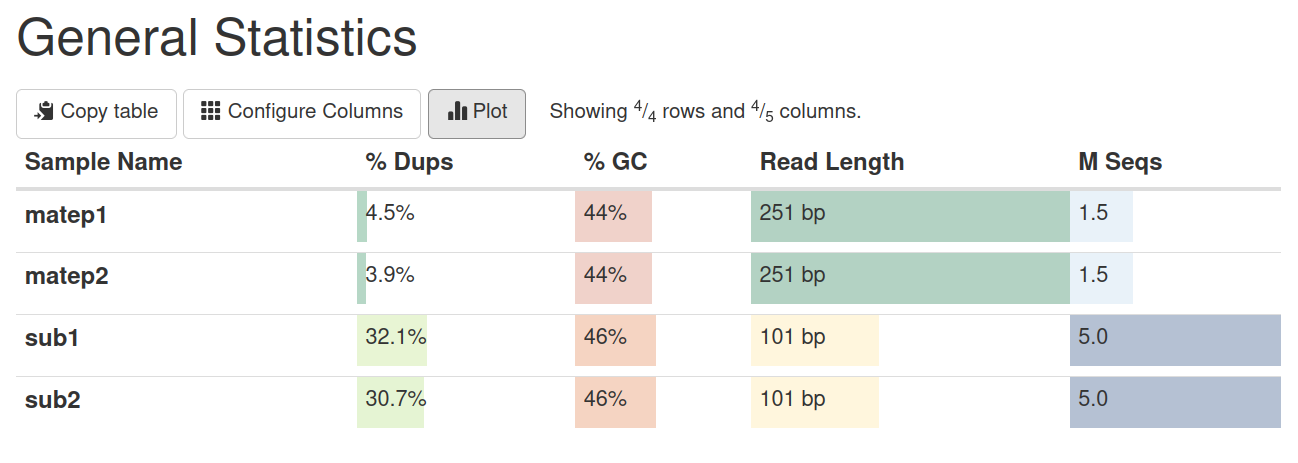 General Statistics
Copy table Configure Columns Plot Showing 4/4 rows and 4/5 columns.
Sample Name % Dups % GC Read Length M Seqs
matep1 4.5% 44% 251 bp 1.5
matep2 3.9% 44% 251 bp 1.5
sub1 32.1% 46% 101 bp 5.0
sub2 30.7% 46% 101 bp 5.0